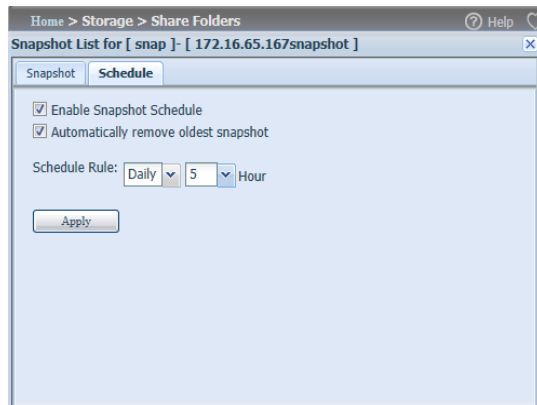 Home > Storage > Share Folders
? Help
Snapshot List for [ snap ]- [ 172.16.65.167snapshot ]
Snapshot Schedule
Enable Snapshot Schedule
Automatically remove oldest snapshot
Schedule Rule: Daily 5 Hour
Apply